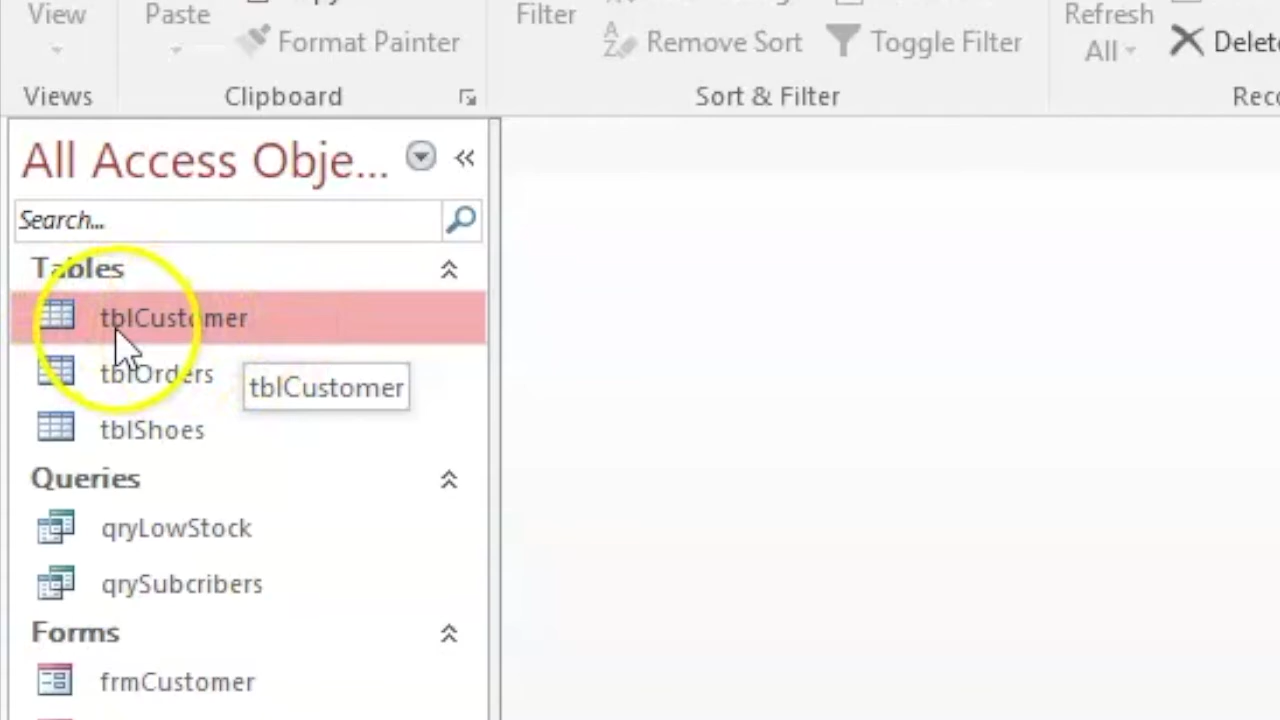 View
Paste
Format Painter
Filter
Remove Sort
Toggle Filter
Refresh
All
Views
Clipboard
Sort & Filter
All Access Obje...
Search...
Tables
tblCustomer
tblOrders
tblCustomer
tblShoes
Queries
qryLowStock
qrySubcribers
Forms
frmCustomer